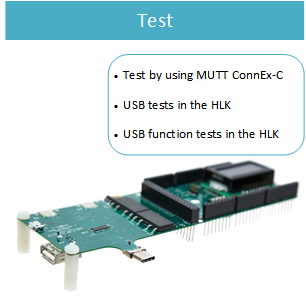 Test
• Test by using MUTT ConnEx-C
• USB tests in the HLK
• USB function tests in the HLK